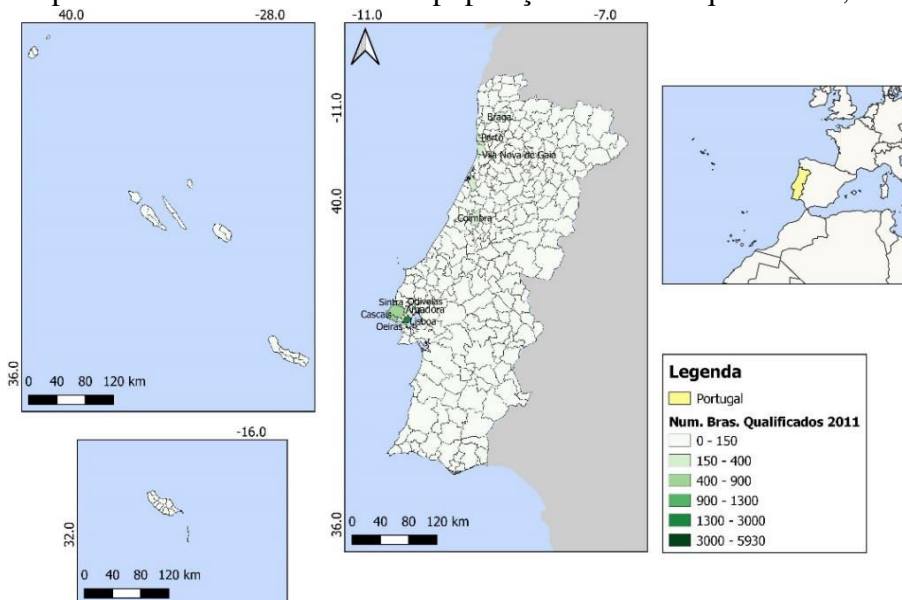 40.0
-28.0
36.0
0 40 80 120 km
-16.0
32.0
0 40 80 120 km
-11.0
-7.0
-11.0
40.0
36.0
Braga
Porto
Vila Nova de Gaia
Coimbra
Sintra
Odivelas
Amadora
Cascais
Lisboa
Oeiras
0 40 80 120 km
Legenda
Portugal
Num. Bras. Qualificados 2011
0 - 150
150 - 400
400 - 900
900 - 1300
1300 - 3000
3000 - 5930